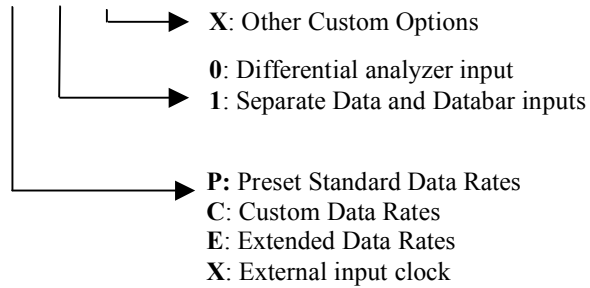 X: Other Custom Options
0: Differential analyzer input
1: Separate Data and Databar inputs
P: Preset Standard Data Rates
C: Custom Data Rates
E: Extended Data Rates
X: External input clock